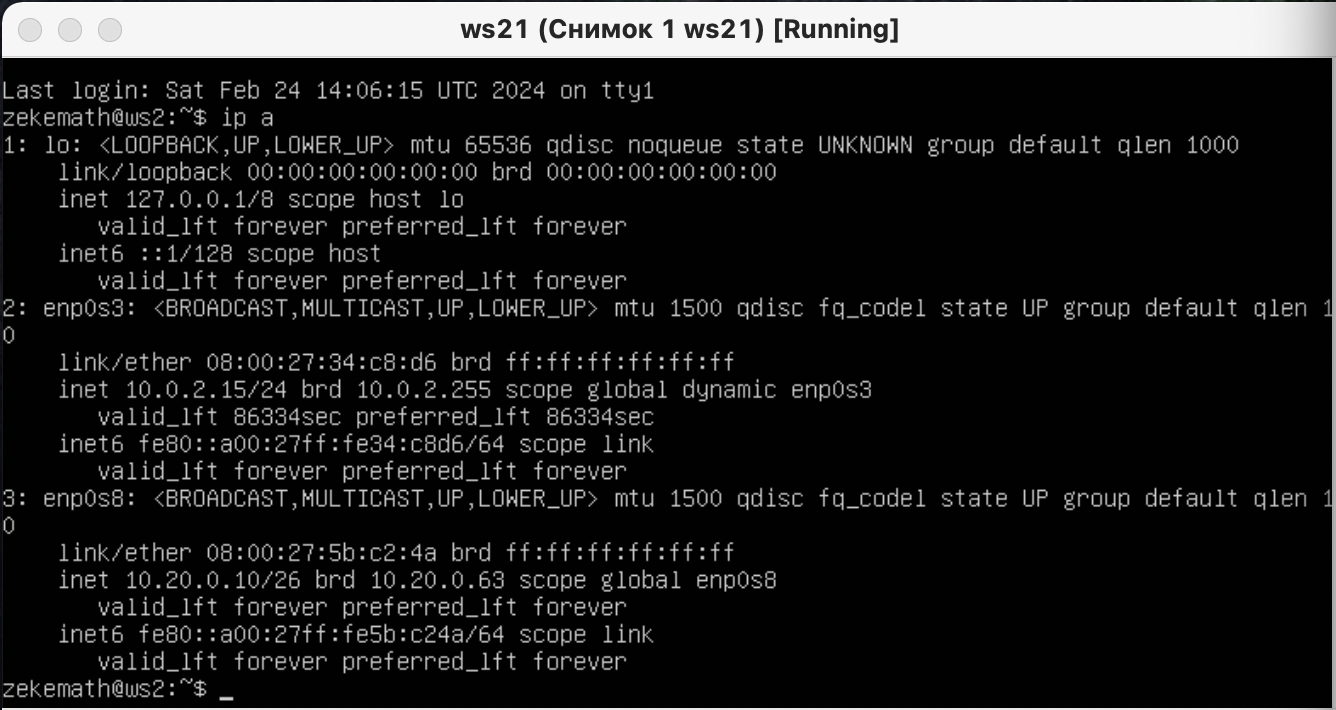 ws21 (Снимок 1 ws21) [Running]
Last login: Sat Feb 24 14:06:15 UTC 2024 on tty1
zekemath@ws2:~$ ip a
1: lo: <LOOPBACK,UP,LOWER_UP> mtu 65536 qdisc noqueue state UNKNOWN group default qlen 1000
    link/loopback 00:00:00:00:00:00 brd 00:00:00:00:00:00
    inet 127.0.0.1/8 scope host lo
       valid_lft forever preferred_lft forever
    inet6 ::1/128 scope host
       valid_lft forever preferred_lft forever
2: enp0s3: <BROADCAST,MULTICAST,UP,LOWER_UP> mtu 1500 qdisc fq_codel state UP group default qlen 1
0
    link/ether 08:00:27:34:c8:d6 brd ff:ff:ff:ff:ff:ff
    inet 10.0.2.15/24 brd 10.0.2.255 scope global dynamic enp0s3
       valid_lft 86334sec preferred_lft 86334sec
    inet6 fe80::a00:27ff:fe34:c8d6/64 scope link
       valid_lft forever preferred_lft forever
3: enp0s8: <BROADCAST,MULTICAST,UP,LOWER_UP> mtu 1500 qdisc fq_codel state UP group default qlen 1
0
    link/ether 08:00:27:5b:c2:4a brd ff:ff:ff:ff:ff:ff
    inet 10.20.0.10/26 brd 10.20.0.63 scope global enp0s8
       valid_lft forever preferred_lft forever
    inet6 fe80::a00:27ff:fe5b:c24a/64 scope link
       valid_lft forever preferred_lft forever
zekemath@ws2:~$ _